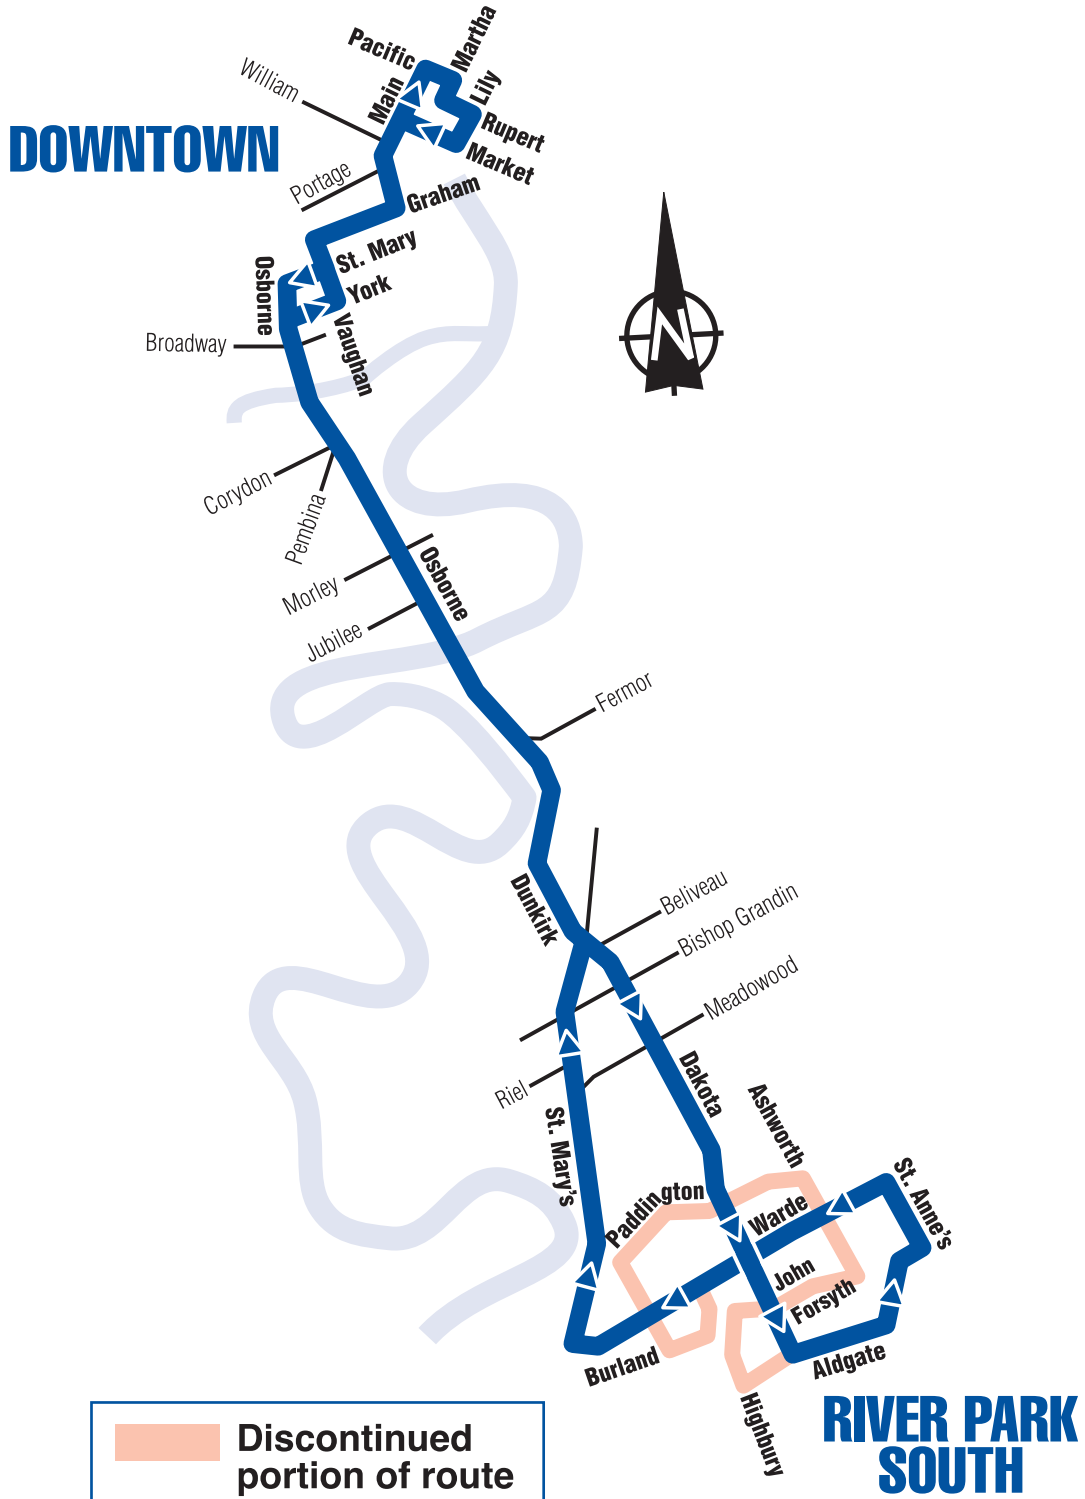 Pacific
Martha
William
Main
Lily
Rupert
DOWNTOWN
Market
Portage
Graham
St. Mary
Osborne
York
Broadway
Vaughan
N
Corydon
Pembina
Osborne
Morley
Jubilee
Fermor
Dunkirk
Beliveau
Bishop Grandin
Meadowood
Riel
Dakota
Ashworth
St. Mary's
St. Anne's
Paddington
Warde
John
Forsyth
Burland
Aldgate
Highbury
RIVER PARK
SOUTH
Discontinued
portion of route